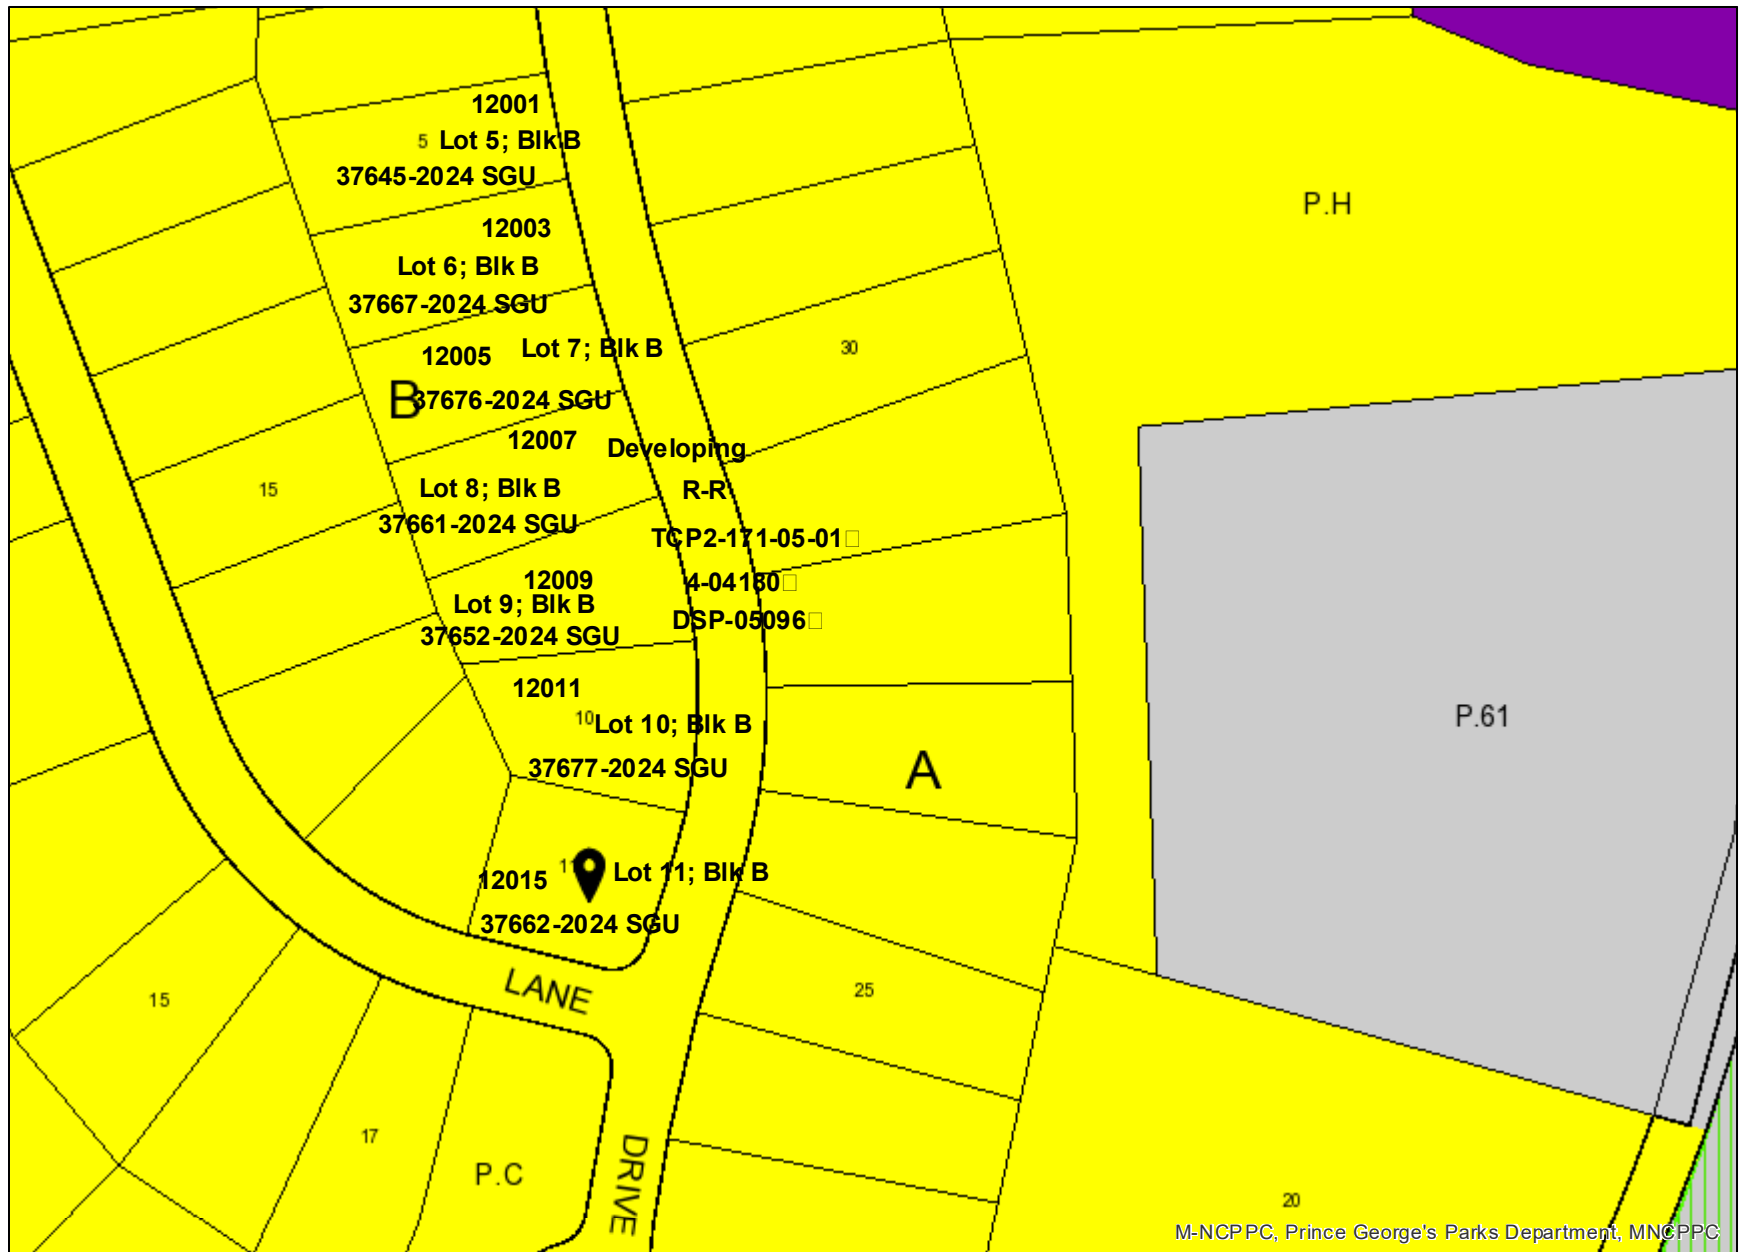 12001
5 Lot 5; Blk B
37645-2024 SGU
12003
Lot 6; Blk B
37667-2024 SGU
12005 Lot 7; Blk B
B
37676-2024 SGU
12007
Lot 8; Blk B
37661-2024 SGU
12009
Lot 9; Blk B
37652-2024 SGU
12011
10 Lot 10; Blk B
37677-2024 SGU
11 Lot 11; Blk B
12015
37662-2024 SGU
Developing
R-R
TCP2-171-05-01
4-04180
DSP-05096
P.H
30
15
P.61
A
LANE
25
15
17
P.C
DRIVE
20
M-NCPPC, Prince George's Parks Department, MNCPPC